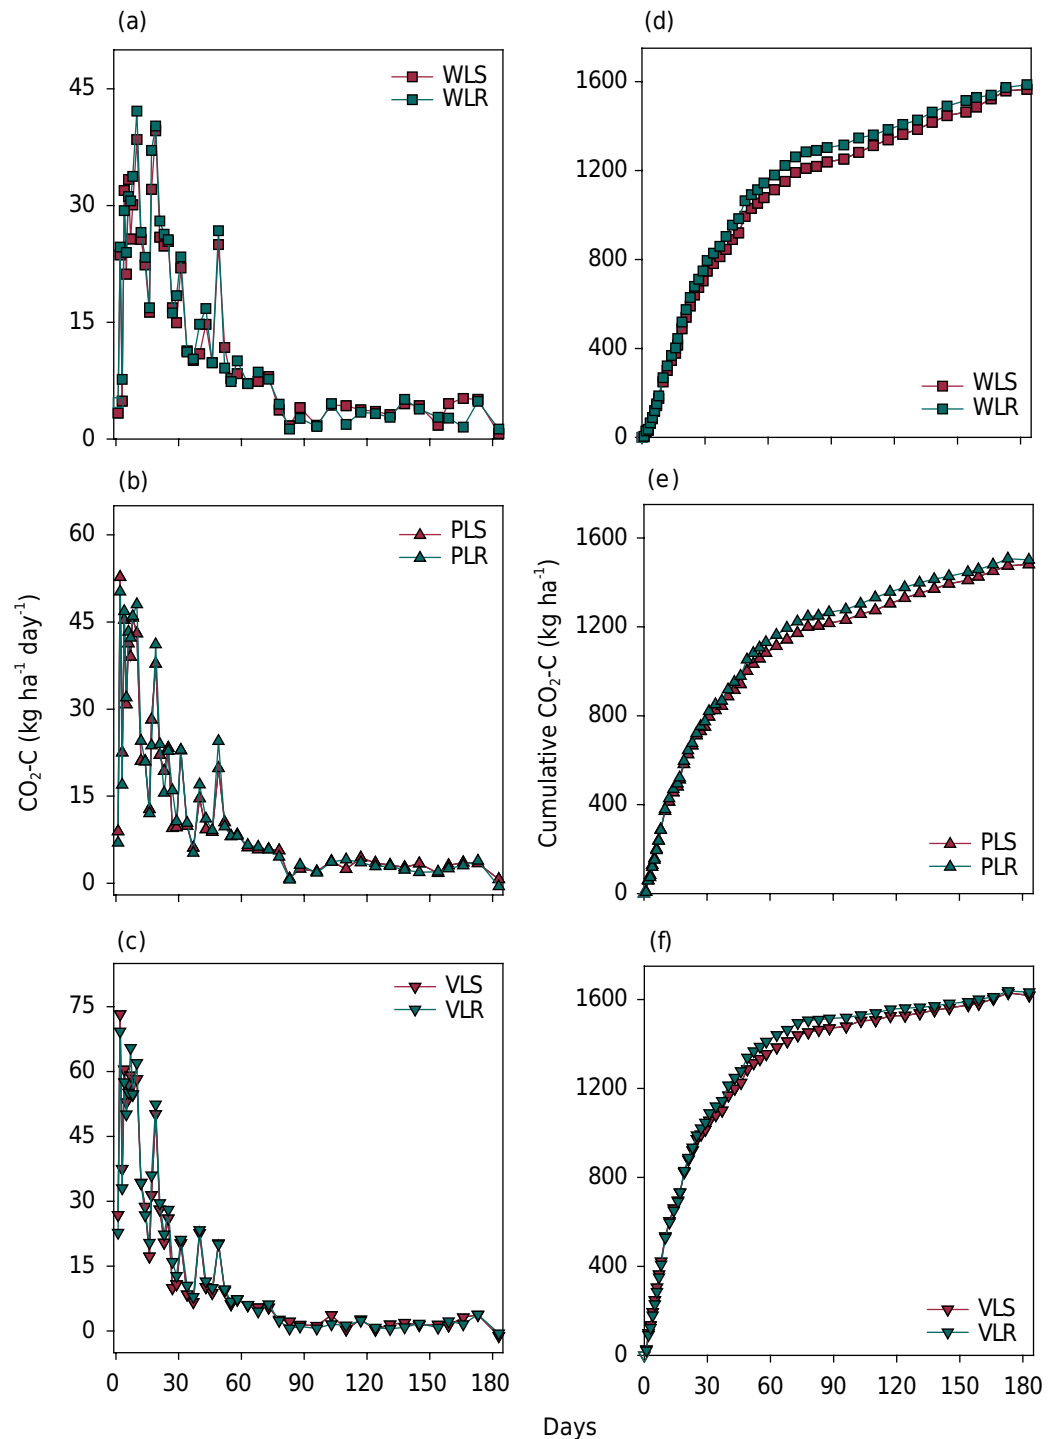 (a)
45
30
15
0
WLS
WLR
(b)
60
45
30
15
0
PLS
PLR
(c)
75
60
45
30
15
0
VLS
VLR
0 30 60 90 120 150 180
CO₂-C (kg ha⁻¹ day⁻¹)
(d)
1600
1200
800
400
0
WLS
WLR
(e)
1600
1200
800
400
0
PLS
PLR
(f)
1600
1200
800
400
0
VLS
VLR
0 30 60 90 120 150 180
Cumulative CO₂-C (kg ha⁻¹)
Days